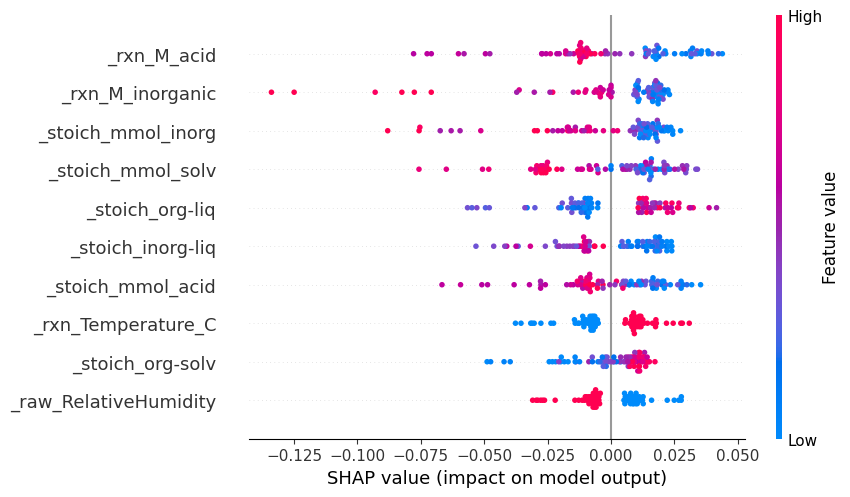 High
_rxn_M_acid
_rxn_M_inorganic
_stoich_mmol_inorg
_stoich_mmol_solv
_stoich_org-liq
_stoich_inorg-liq
_stoich_mmol_acid
_rxn_Temperature_C
_stoich_org-solv
_raw_RelativeHumidity
Feature value
Low
−0.125 −0.100 −0.075 −0.050 −0.025 0.000 0.025 0.050
SHAP value (impact on model output)